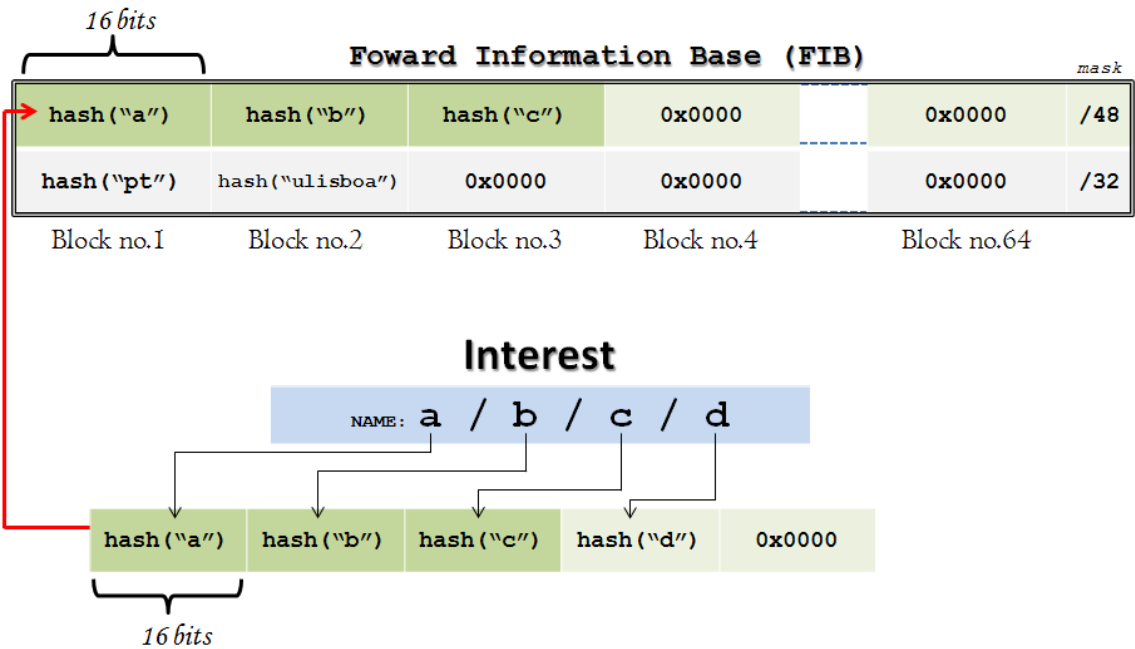 16 bits
Foward Information Base (FIB)
mask
hash(“a”) hash(“b”) hash(“c”) 0x0000 0x0000 /48
hash(“pt”) hash(“ulisboa”) 0x0000 0x0000 0x0000 /32
Block no.1 Block no.2 Block no.3 Block no.4 Block no.64
Interest
NAME: a / b / c / d
hash(“a”) hash(“b”) hash(“c”) hash(“d”) 0x0000
16 bits